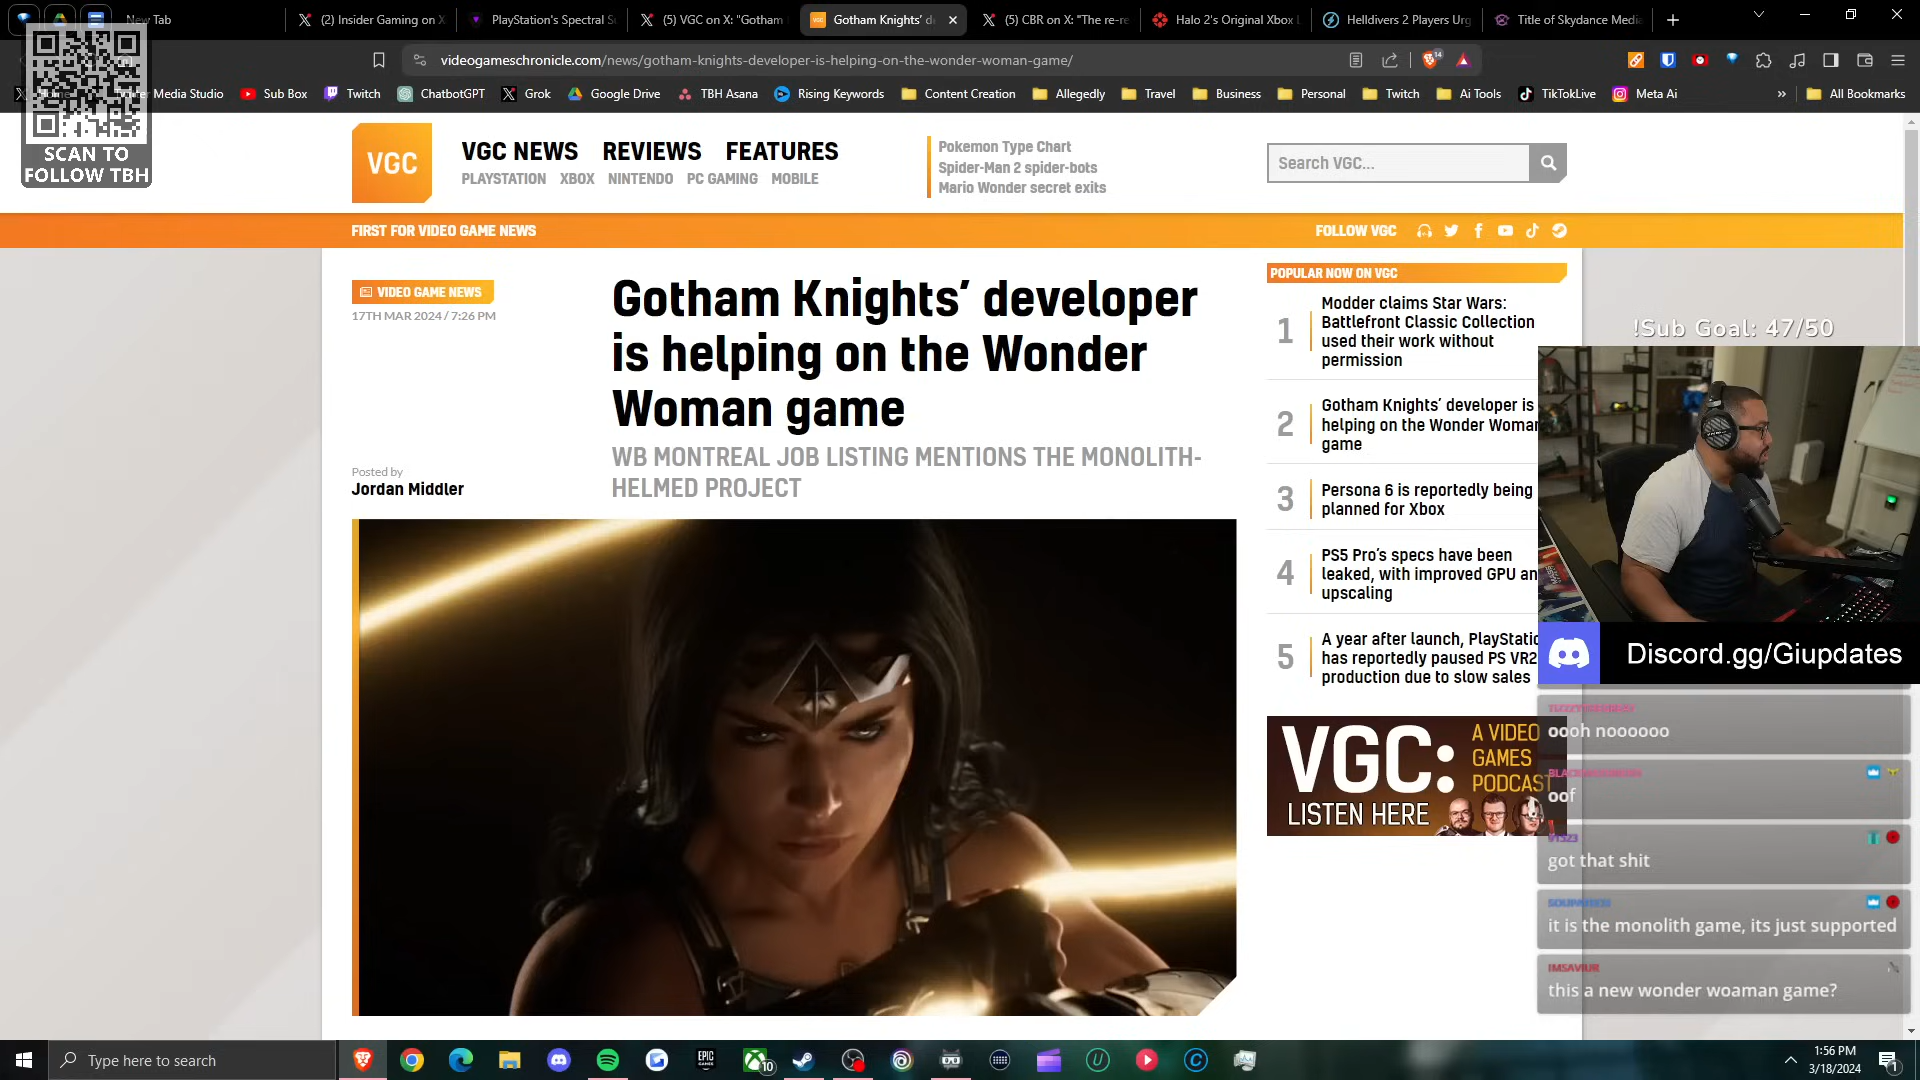 New Tab
(2) Insider Gaming on X
PlayStation's Spectral S
(5) VGC on X: "Gotham
Gotham Knights' d
(5) CBR on X: "The re-re
Halo 2's Original Xbox
Helldivers 2 Players Urg
Title of Skydance Media
videogameschronicle.com/news/gotham-knights-developer-is-helping-on-the-wonder-woman-game/
14
Media Studio
Sub Box
Twitch
ChatbotGPT
Grok
Google Drive
TBH Asana
Rising Keywords
Content Creation
Allegedly
Travel
Business
Personal
Twitch
Ai Tools
TikTokLive
Meta Ai
All Bookmarks
SCAN TO
FOLLOW TBH
VGC
VGC NEWS
REVIEWS
FEATURES
PLAYSTATION
XBOX
NINTENDO
PC GAMING
MOBILE
Pokemon Type Chart
Spider-Man 2 spider-bots
Mario Wonder secret exits
Search VGC...
FIRST FOR VIDEO GAME NEWS
FOLLOW VGC
VIDEO GAME NEWS
17TH MAR 2024 / 7:26 PM
Gotham Knights’ developer
is helping on the Wonder
Woman game
WB MONTREAL JOB LISTING MENTIONS THE MONOLITH-
HELMED PROJECT
Posted by
Jordan Middler
POPULAR NOW ON VGC
1
Modder claims Star Wars:
Battlefront Classic Collection
used their work without
permission
2
Gotham Knights’ developer is
helping on the Wonder Woman
game
3
Persona 6 is reportedly being
planned for Xbox
4
PS5 Pro’s specs have been
leaked, with improved GPU an
upscaling
5
A year after launch, PlayStatio
has reportedly paused PS VR2
production due to slow sales
VGC:
A VIDEO
GAMES
PODCAST
LISTEN HERE
!Sub Goal: 47/50
Discord.gg/Giupdates
oooh noooooo
oof
got that shit
it is the monolith game, its just supported
IMSAVIUR
this a new wonder woaman game?
Type here to search
EPIC
GAMES
10
1:56 PM
3/18/2024
1